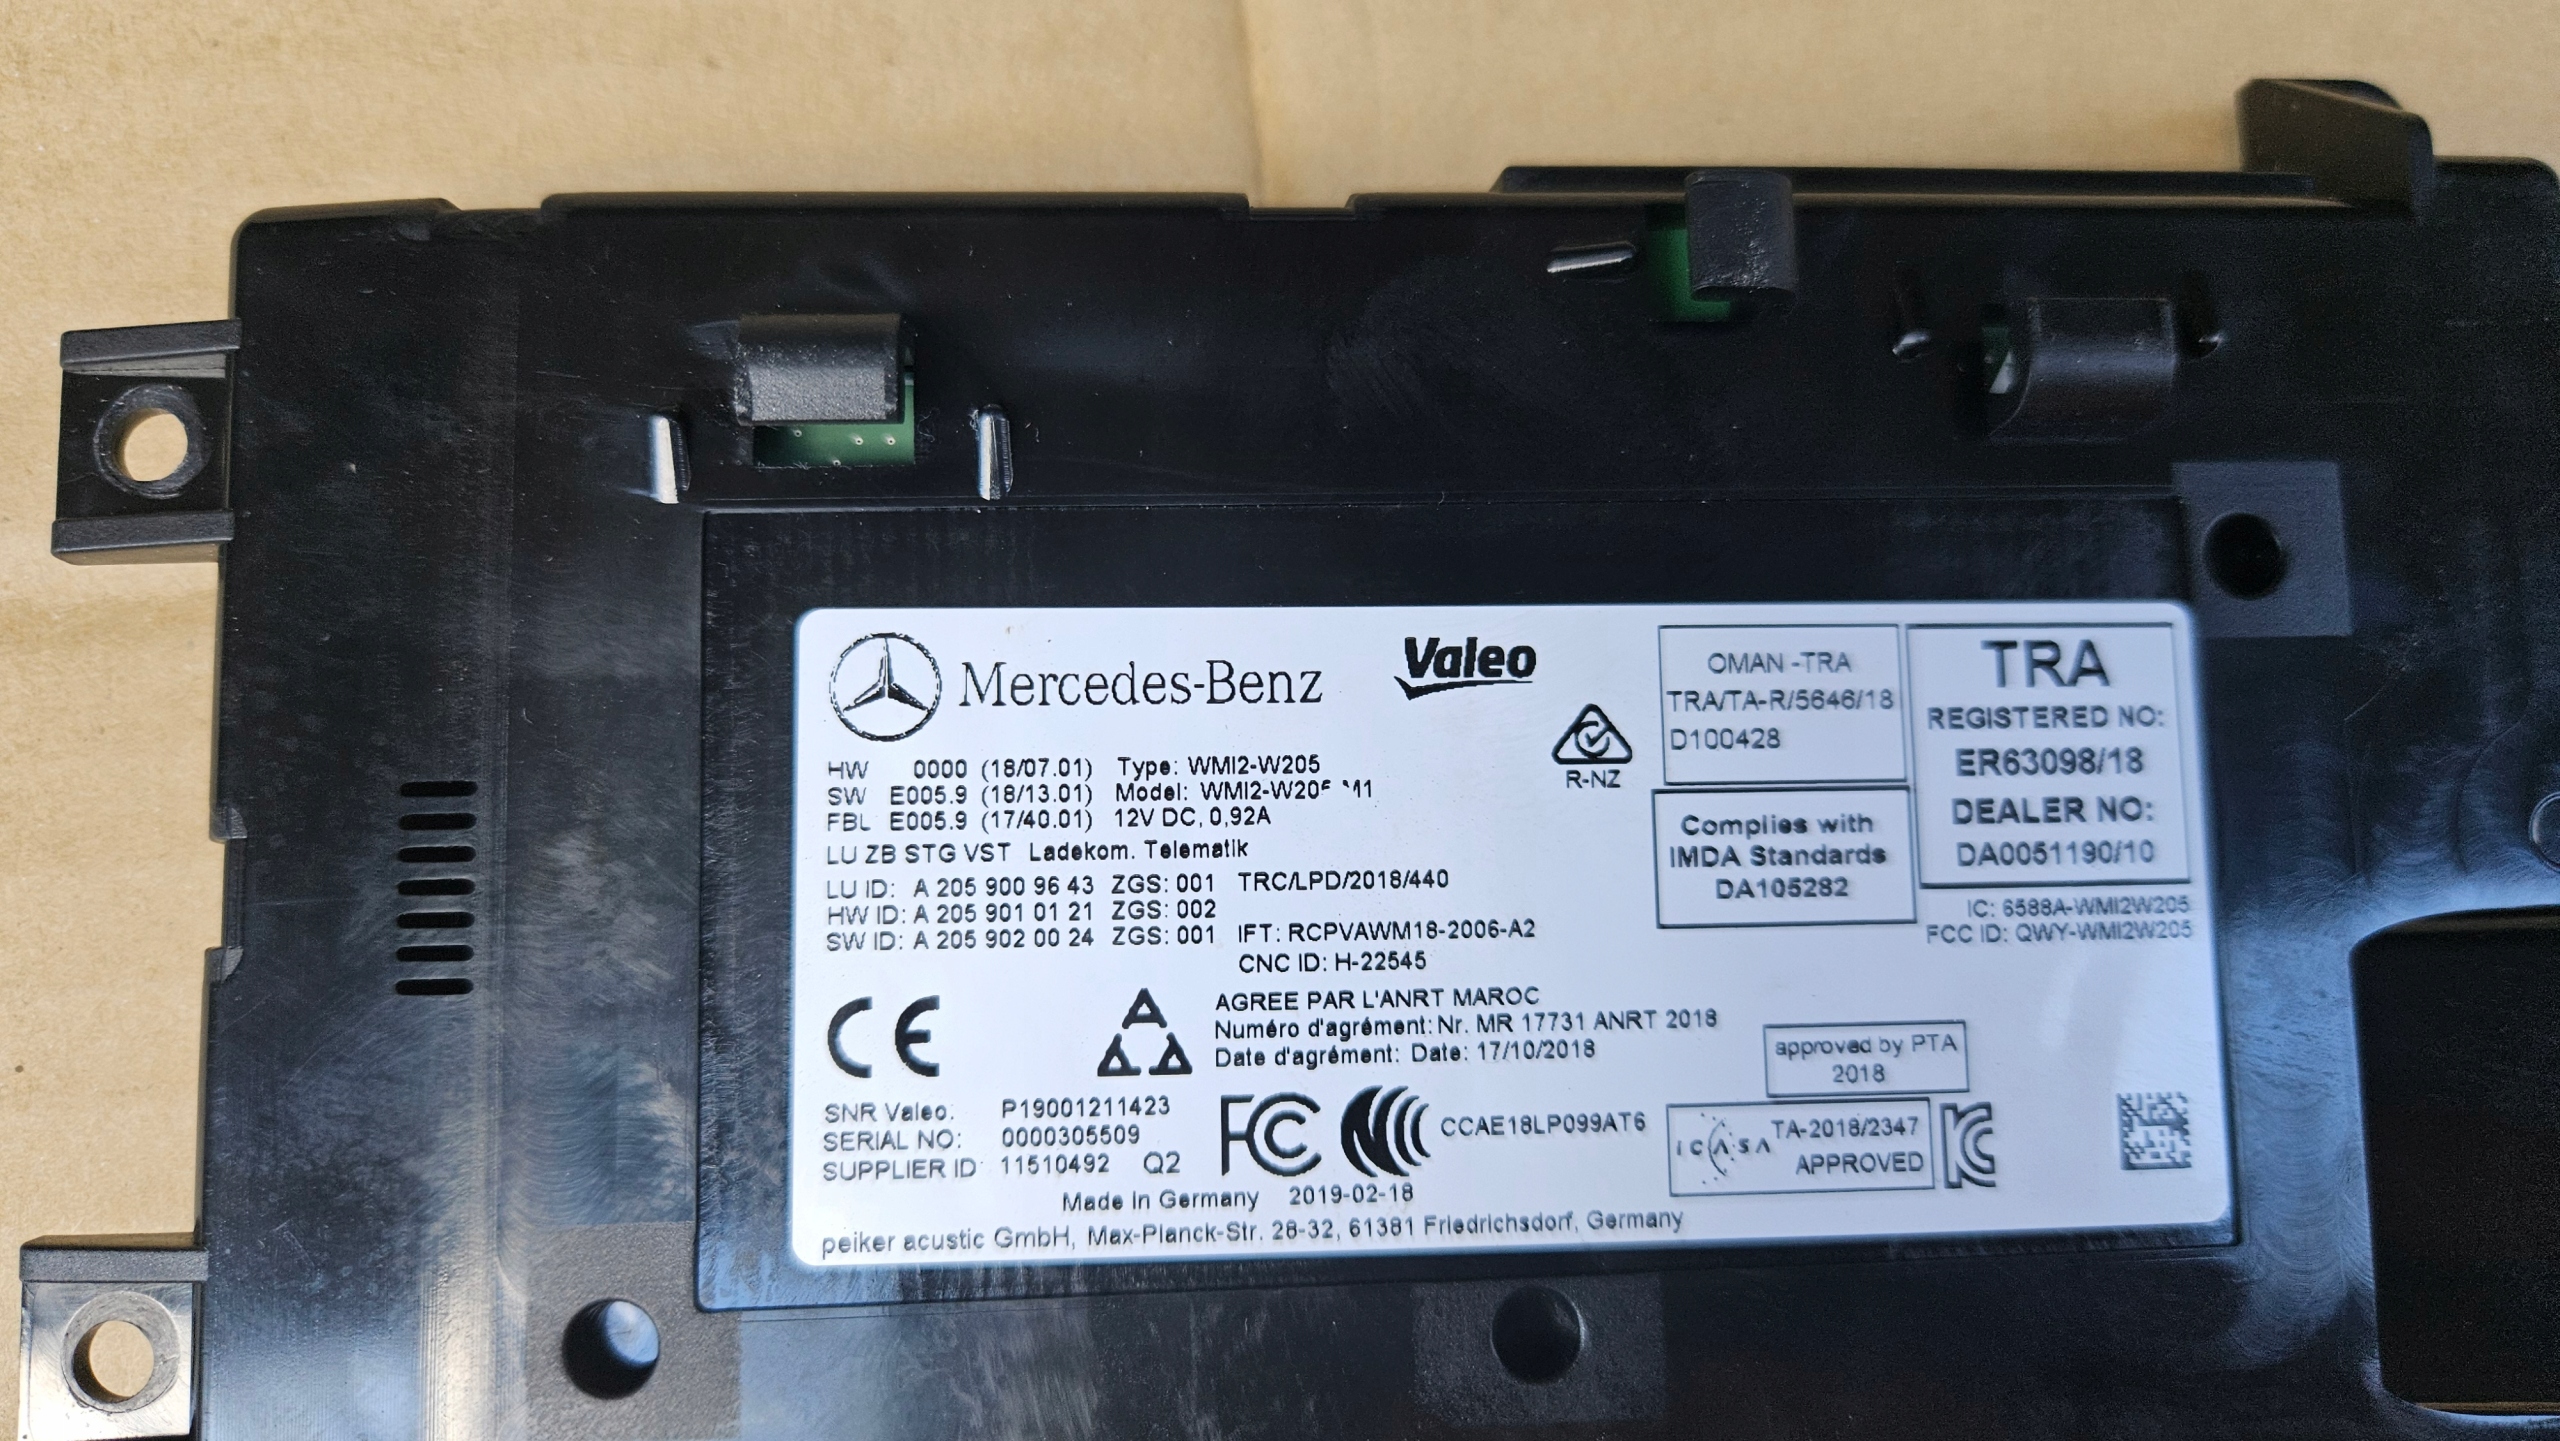 Mercedes-Benz
Valeo
HW 0000 (18/07.01) Type: WMI2-W205
SW E005.9 (18/13.01) Model:
FBL E005.9 (17/40.01) 12V DC, 0,92A
LU ZB STG VST Ladekom. Telematik
LU ID: A 205 900 96 43 ZGS: 001 TRC/LPD/2018/440
HW ID: A 205 901 01 21 ZGS: 002
SW ID: A 205 902 00 24 ZGS: 001 IFT: RCPVAWM18-2006-A2
CNC ID: H-22545
R-NZ
OMAN -TRA
TRA/TA-R/5646/18
D100428
Complies with
IMDA Standards
DA105282
TRA
REGISTERED NO:
ER63098/18
DEALER NO:
DA0051190/10
IC: 6588A-WMI2W205
FCC ID: QWY-WMI2W205
CE
AGREE PAR L'ANRT MAROC
Numéro d'agrément: Nr. MR 17731 ANRT 2018
Date d'agrément: Date: 17/10/2018
approved by PTA
2018
SNR Valeo: P19001211423
SERIAL NO: 0000305509
SUPPLIER ID 11510492 Q2
FC
CCAE18LP099AT6
ICASA TA-2018/2347
APPROVED
Made in Germany 2019-02-18
peiker acustic GmbH, Max-Planck-Str. 28-32, 61381 Friedrichsdorf, Germany